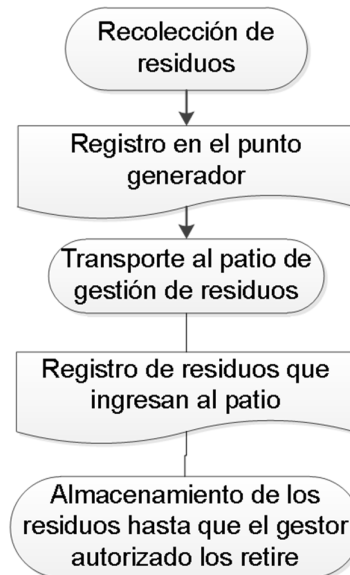 Recolección de
residuos
Registro en el punto
generador
Transporte al patio de
gestión de residuos
Registro de residuos que
ingresan al patio
Almacenamiento de los
residuos hasta que el gestor
autorizado los retire